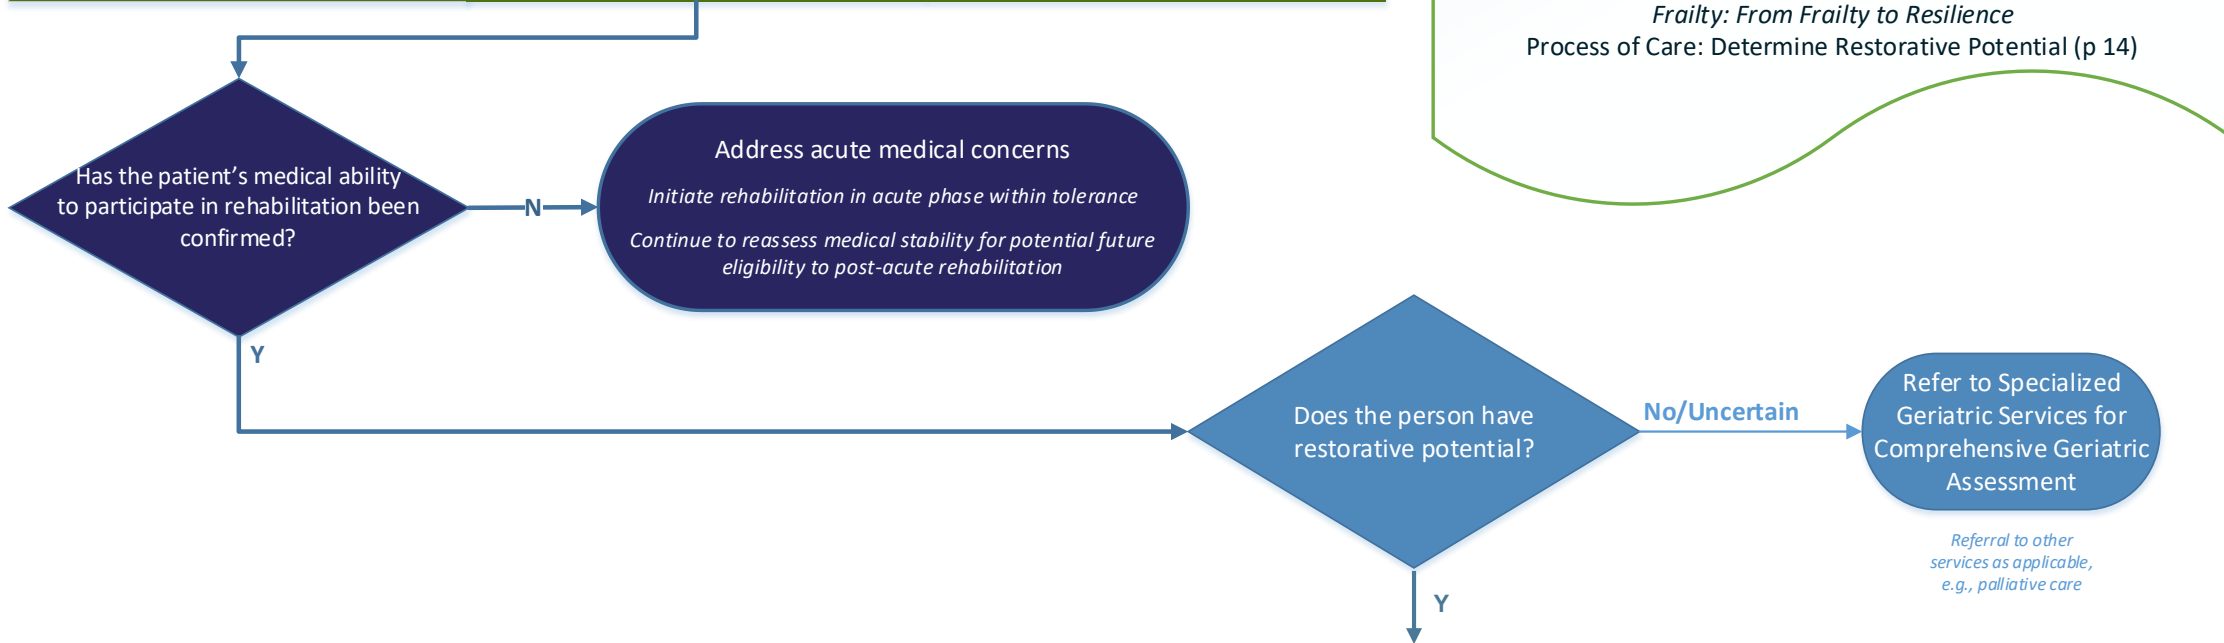 Frailty: From Frailty to Resilience
Process of Care: Determine Restorative Potential (p 14)
Has the patient’s medical ability
to participate in rehabilitation been
confirmed?
N
Address acute medical concerns
Initiate rehabilitation in acute phase within tolerance
Continue to reassess medical stability for potential future
eligibility to post-acute rehabilitation
Y
Does the person have
restorative potential?
No/Uncertain
Refer to Specialized
Geriatric Services for
Comprehensive Geriatric
Assessment
Referral to other
services as applicable,
e.g., palliative care
Y